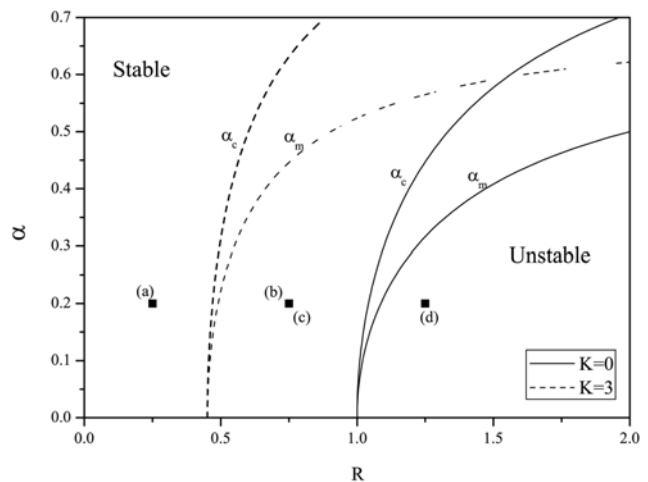 0.7
Stable
0.6
α_c
α_m
0.5
α_c
α_m
0.4
α
0.3
Unstable
(a)
(b)
0.2
(c)
(d)
0.1
K=0
K=3
0.0
0.0 0.5 1.0 1.5 2.0
R